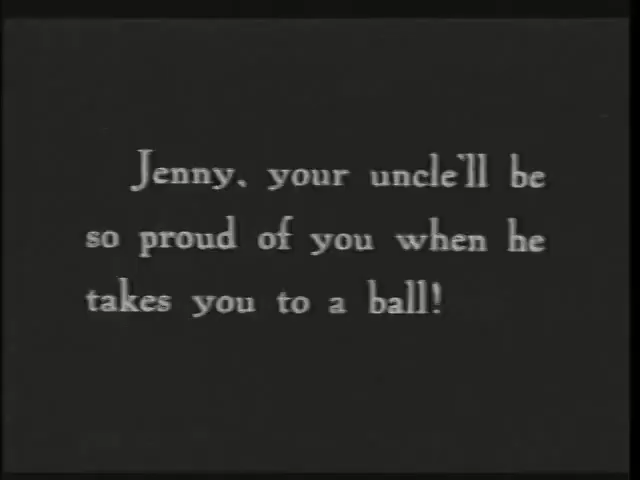 Jenny, your uncle'll be
so proud of you when he
takes you to a ball!